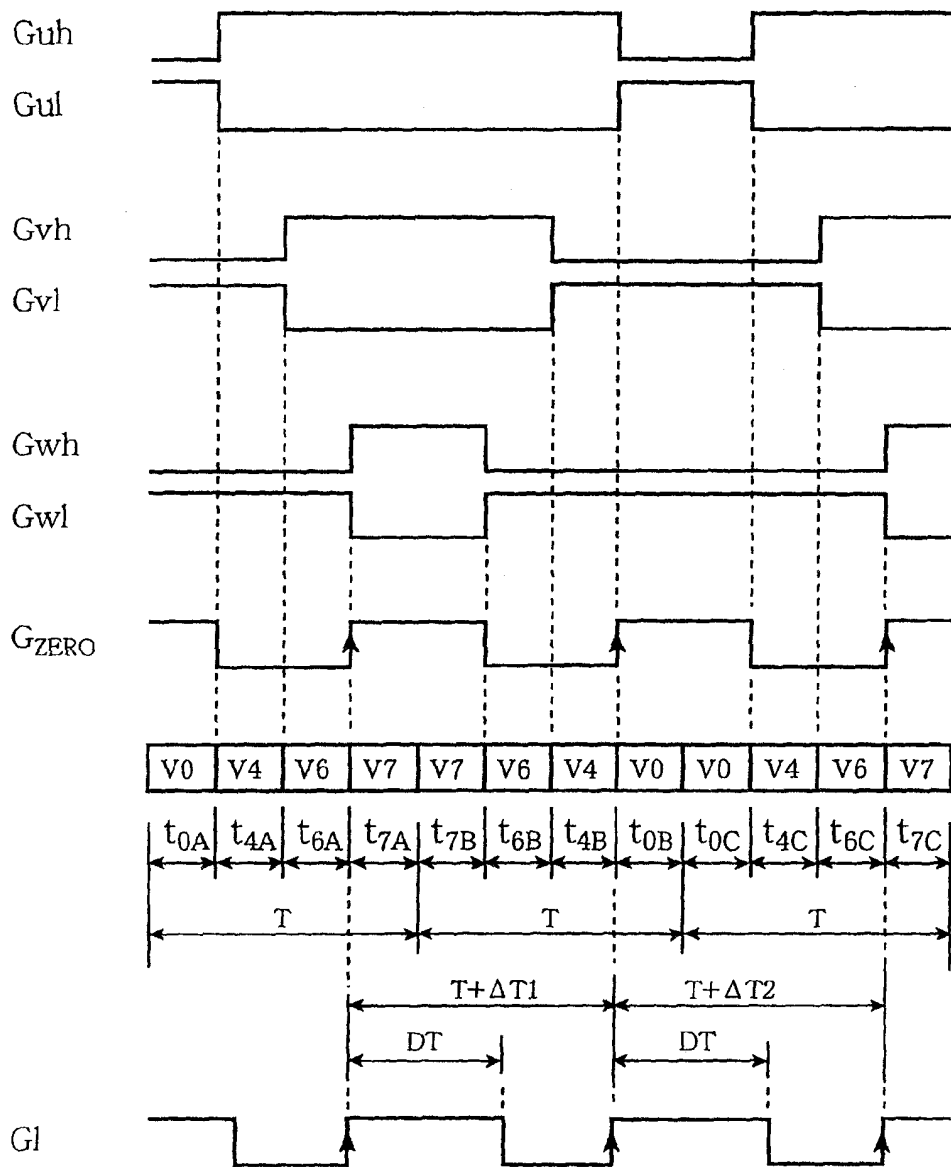 Guh
Gul
Gvh
Gvl
Gwh
Gwl
GZERO
V0 V4 V6 V7 V7 V6 V4 V0 V0 V4 V6 V7
t0A t4A t6A t7A t7B t6B t4B t0B t0C t4C t6C t7C
T T T
T+ΔT1 T+ΔT2
DT DT
Gl